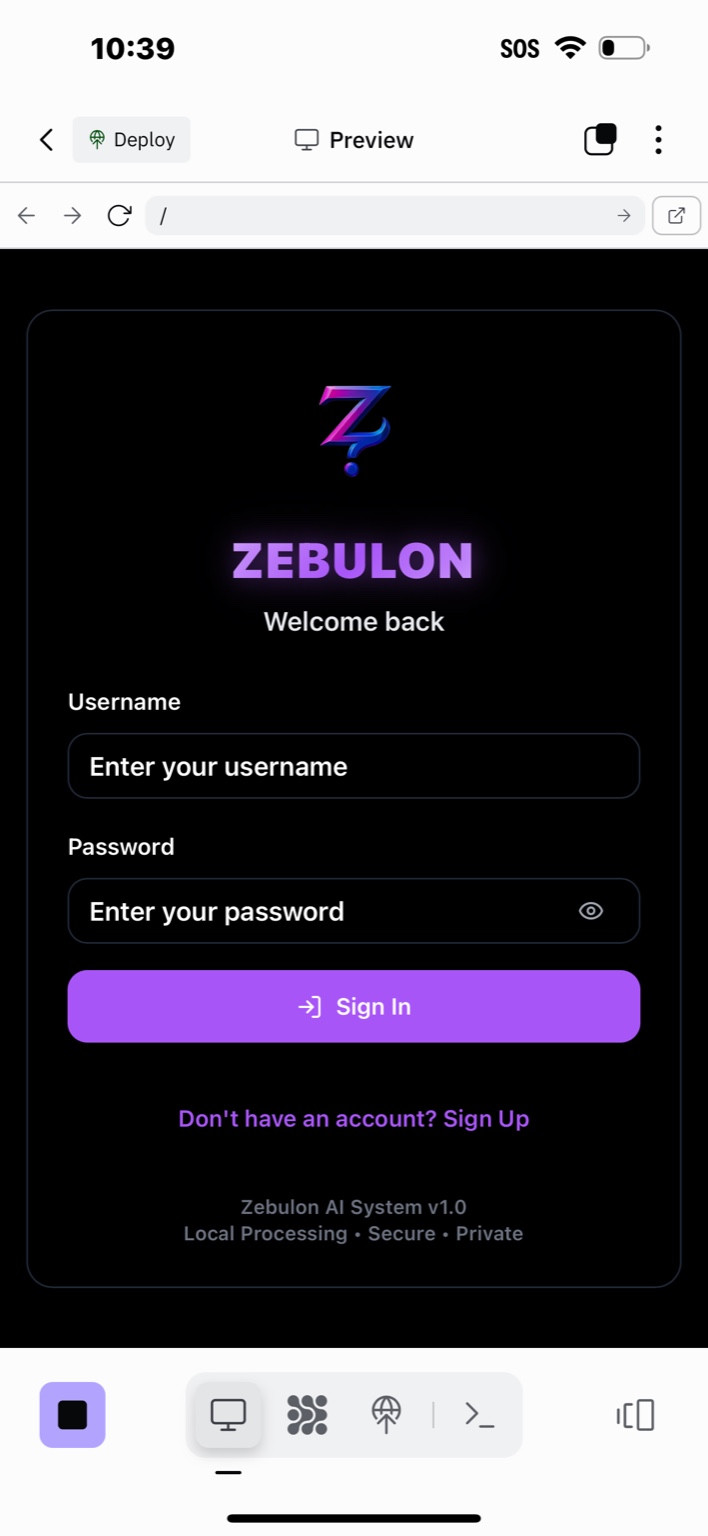 10:39
SOS
Deploy
Preview
/
ZEBULON
Welcome back
Username
Enter your username
Password
Enter your password
Sign In
Don't have an account? Sign Up
Zebulon AI System v1.0
Local Processing • Secure • Private